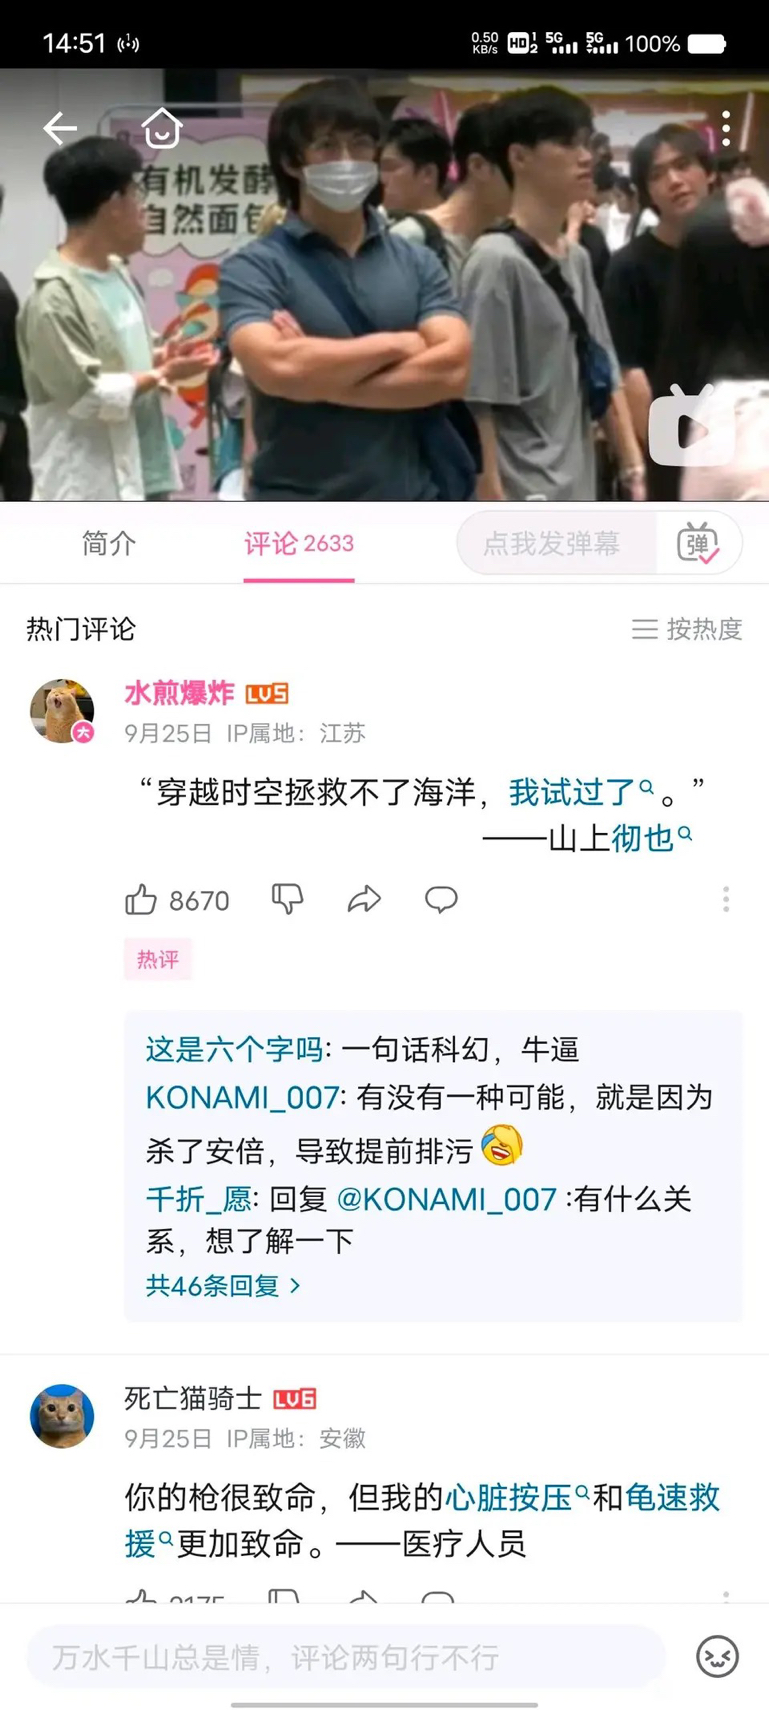 14:51
0.50 KB/s HD 1 2 5G 5G 100%
有机发酵
自然面包
简介
评论 2633
点我发弹幕
弹
热门评论
按热度
水煎爆炸 LV5
大
9月25日 IP属地：江苏
“穿越时空拯救不了海洋，我试过了。”
——山上彻也
8670
热评
这是六个字吗: 一句话科幻，牛逼
KONAMI_007: 有没有一种可能，就是因为
杀了安倍，导致提前排污
千折_愿: 回复 @KONAMI_007 :有什么关
系，想了解一下
共46条回复 >
死亡猫骑士 LV6
9月25日 IP属地：安徽
你的枪很致命，但我的心脏按压和龟速救
援更加致命。——医疗人员
万水千山总是情，评论两句行不行